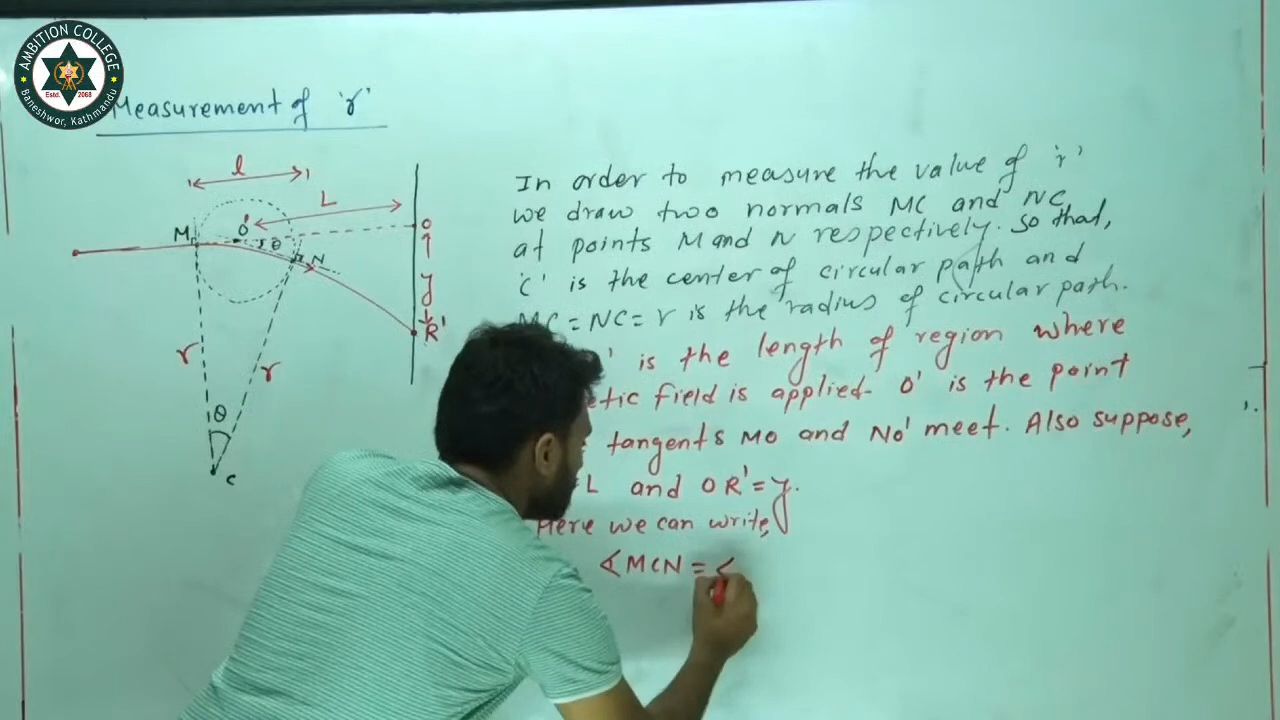 AMBITION COLLEGE
Estd. 2068
Baneshwor, Kathmandu
Measurement of 'r'
l
L
O'
M
θ
N
O
y
R'
r
r
θ
C
In order to measure the value of 'r'
we draw two normals MC and NC
at points M and N respectively. so that,
'C' is the center of circular path and
MC = NC = r is the radius of circular path.
' is the length of region where
etic field is applied. O' is the point
tangents MO and NO' meet. Also suppose,
L and OR' = y.
Here we can write,
∢MCN = <